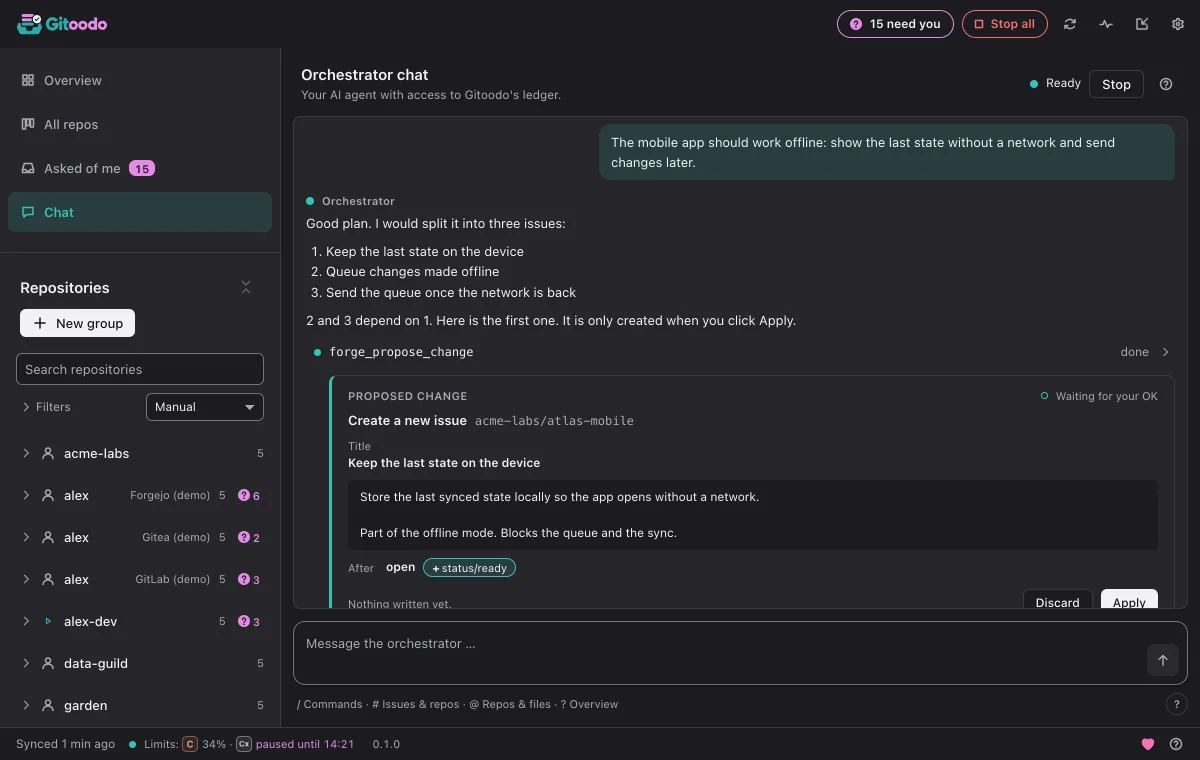 Gitoodo
15 need you
Stop all
Overview
All repos
Asked of me 15
Chat
Repositories
New group
Search repositories
Filters
Manual
acme-labs 5
alex Forgejo (demo) 5 ? 6
alex Gitea (demo) 5 ? 2
alex GitLab (demo) 5 ? 3
alex-dev 5 ? 3
data-guild 5
garden 5
Orchestrator chat
Your AI agent with access to Gitoodo's ledger.
Ready
Stop
The mobile app should work offline: show the last state without a network and send
changes later.
Orchestrator
Good plan. I would split it into three issues:
1. Keep the last state on the device
2. Queue changes made offline
3. Send the queue once the network is back
2 and 3 depend on 1. Here is the first one. It is only created when you click Apply.
forge_propose_change done
PROPOSED CHANGE Waiting for your OK
Create a new issue acme-labs/atlas-mobile
Title
Keep the last state on the device
Store the last synced state locally so the app opens without a network.
Part of the offline mode. Blocks the queue and the sync.
After open +status/ready
Nothing written yet. Discard Apply
Message the orchestrator ...
/ Commands · # Issues & repos · @ Repos & files · ? Overview
?
Synced 1 min ago Limits: C 34% · Cx paused until 14:21 0.1.0